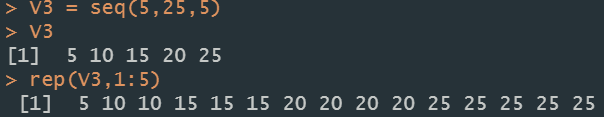 > V3 = seq(5,25,5)
> V3
[1]  5 10 15 20 25
> rep(V3,1:5)
 [1]  5 10 10 15 15 15 20 20 20 20 25 25 25 25 25